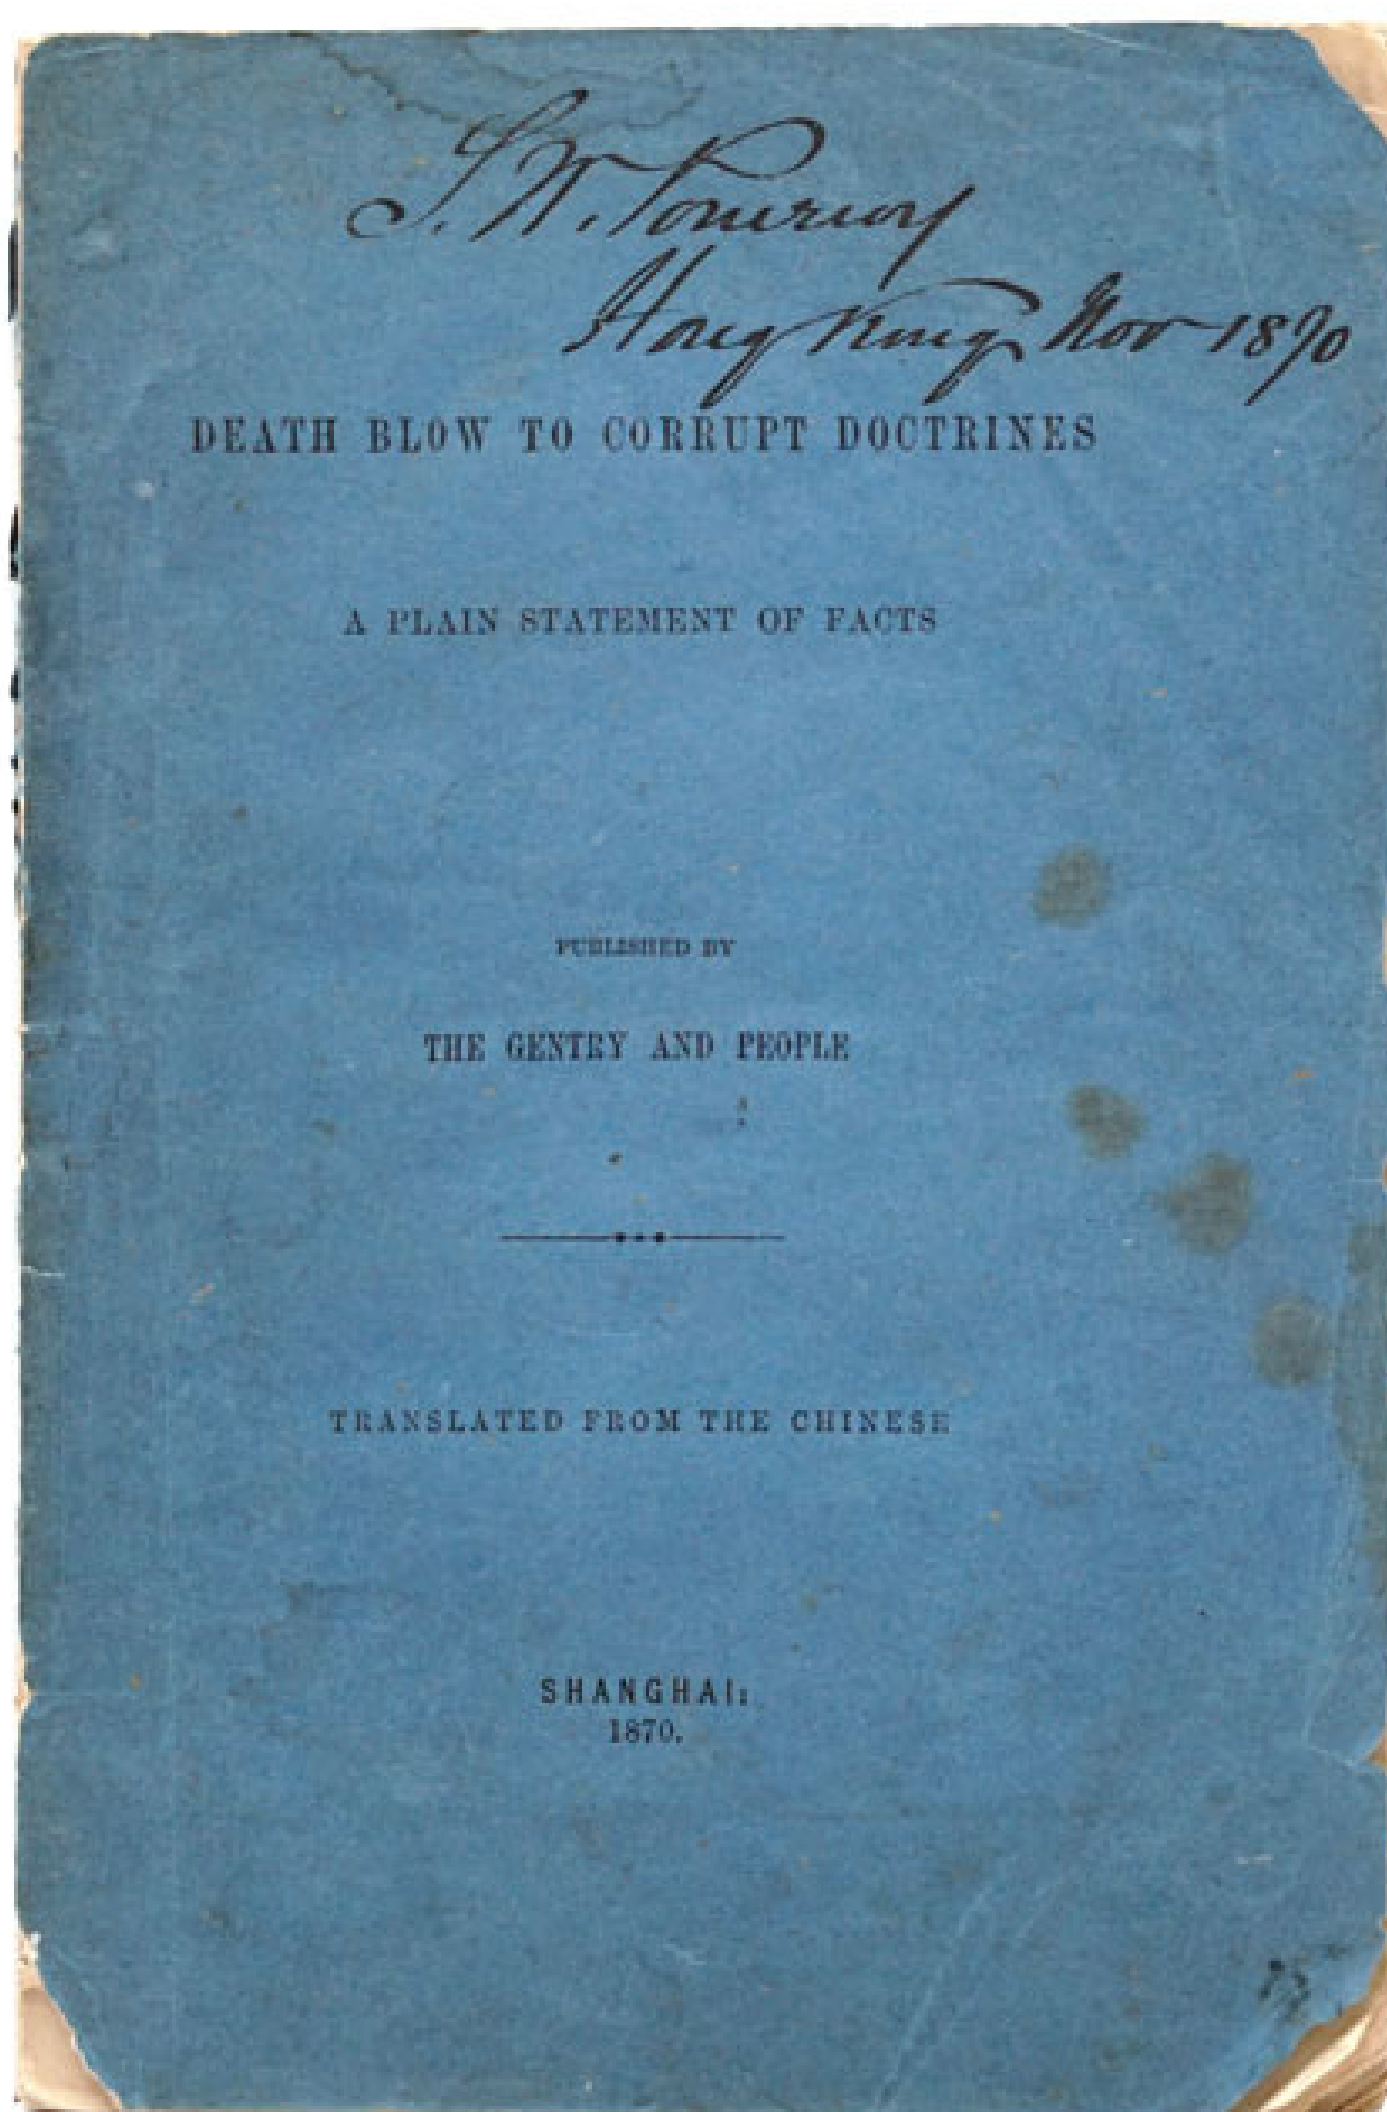 S. W. Pomeroy
Hong Kong Nov 1870
DEATH BLOW TO CORRUPT DOCTRINES
A PLAIN STATEMENT OF FACTS
PUBLISHED BY
THE GENTRY AND PEOPLE
TRANSLATED FROM THE CHINESE
SHANGHAI:
1870.